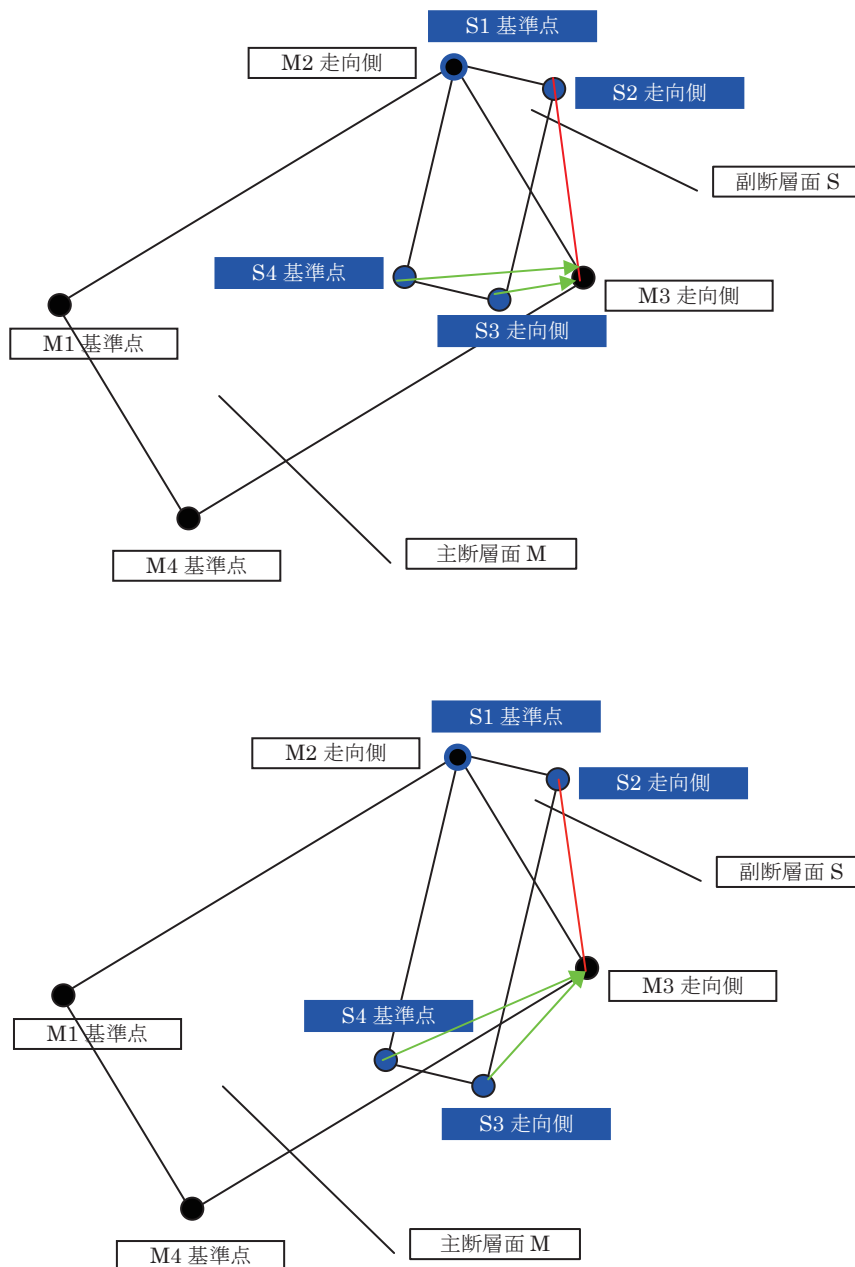 S1 基準点
M2 走向側
S2 走向側
副断層面 S
S4 基準点
M3 走向側
S3 走向側
M1 基準点
主断層面 M
M4 基準点
S1 基準点
M2 走向側
S2 走向側
副断層面 S
M3 走向側
S4 基準点
M1 基準点
S3 走向側
主断層面 M
M4 基準点